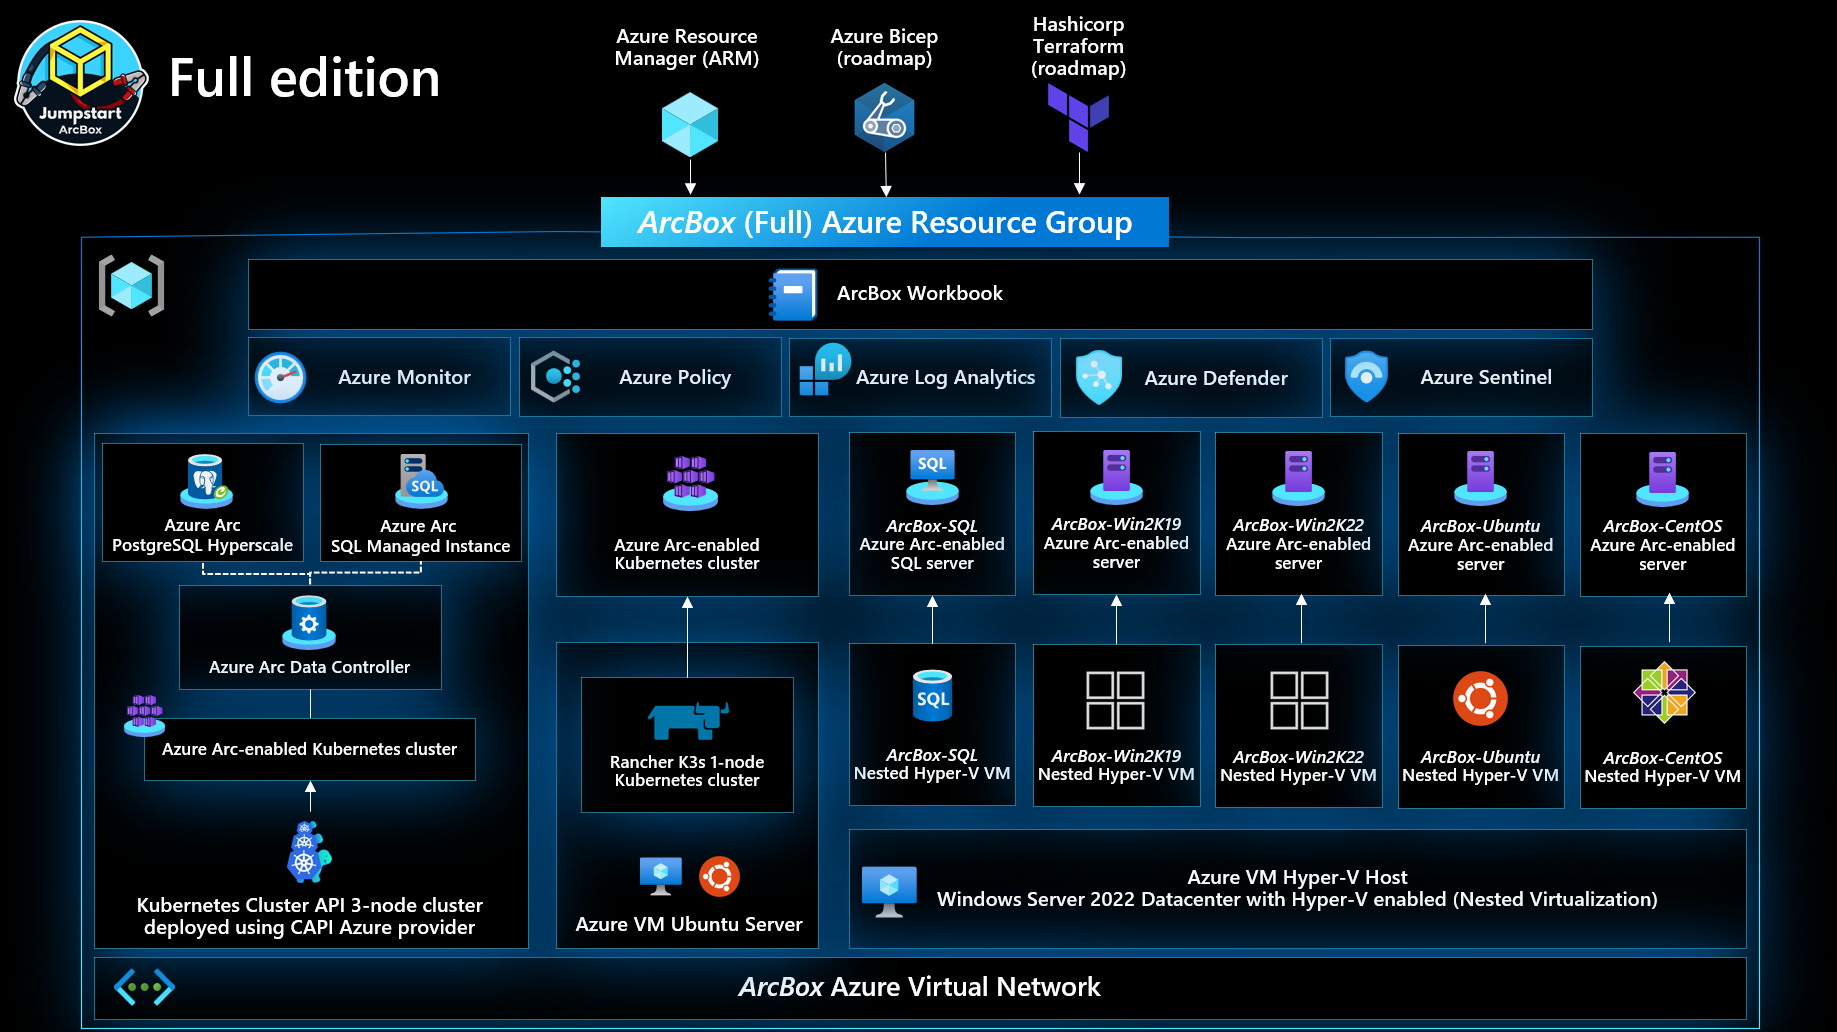 Jumpstart
ArcBox
Full edition
Azure Resource
Manager (ARM)
Azure Bicep
(roadmap)
Hashicorp
Terraform
(roadmap)
ArcBox (Full) Azure Resource Group
ArcBox Workbook
Azure Monitor
Azure Policy
Azure Log Analytics
Azure Defender
Azure Sentinel
Azure Arc
PostgreSQL Hyperscale
SQL
Azure Arc
SQL Managed Instance
Azure Arc Data Controller
Azure Arc-enabled Kubernetes cluster
Kubernetes Cluster API 3-node cluster
deployed using CAPI Azure provider
Azure Arc-enabled
Kubernetes cluster
Rancher K3s 1-node
Kubernetes cluster
Azure VM Ubuntu Server
SQL
ArcBox-SQL
Azure Arc-enabled
SQL server
ArcBox-Win2K19
Azure Arc-enabled
server
ArcBox-Win2K22
Azure Arc-enabled
server
ArcBox-Ubuntu
Azure Arc-enabled
server
ArcBox-CentOS
Azure Arc-enabled
server
SQL
ArcBox-SQL
Nested Hyper-V VM
ArcBox-Win2K19
Nested Hyper-V VM
ArcBox-Win2K22
Nested Hyper-V VM
ArcBox-Ubuntu
Nested Hyper-V VM
ArcBox-CentOS
Nested Hyper-V VM
Azure VM Hyper-V Host
Windows Server 2022 Datacenter with Hyper-V enabled (Nested Virtualization)
ArcBox Azure Virtual Network